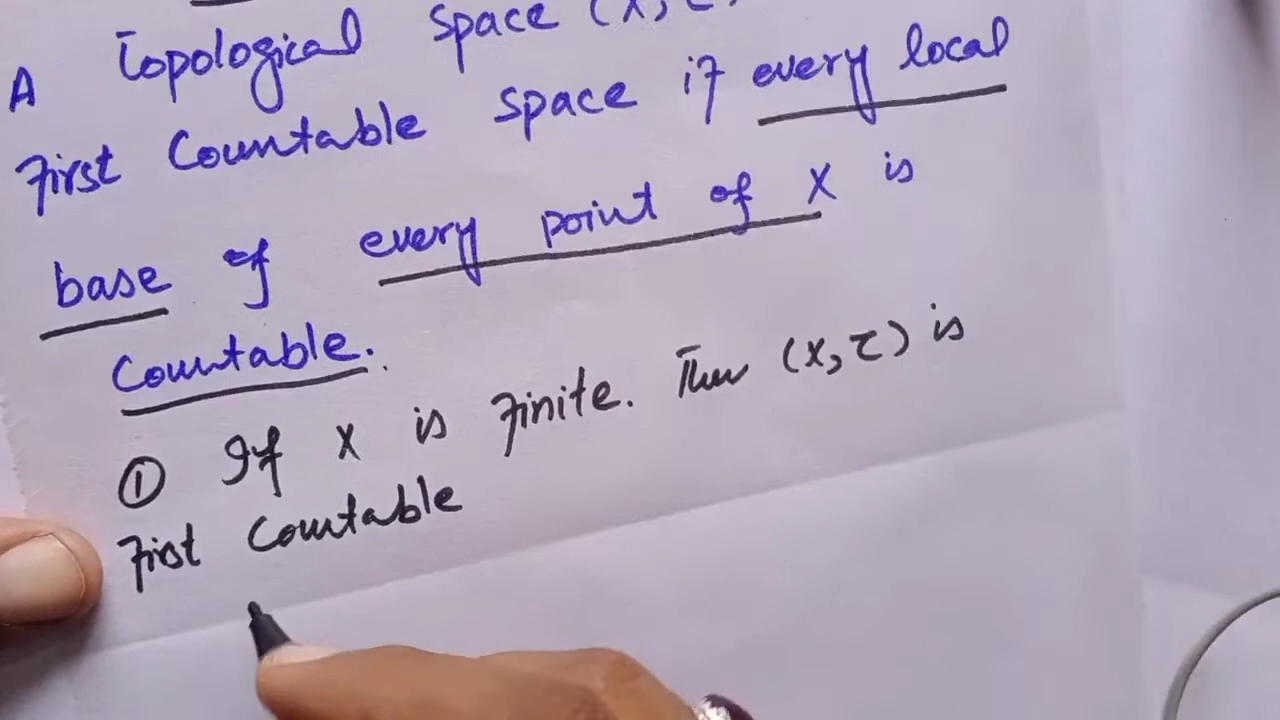 A Topological Space (X, τ
First Countable Space if every local
base of every point of X is
Countable.
① If X is Finite. Then (X, τ) is
First Countable